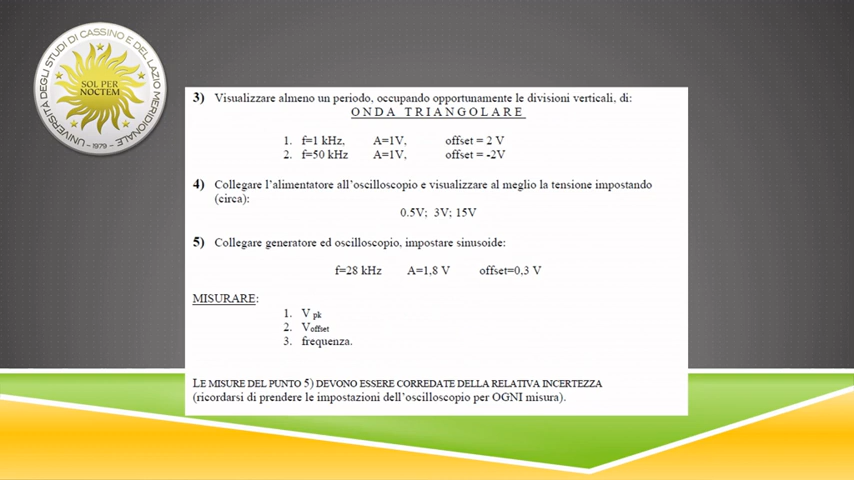 UNIVERSITÀ DEGLI STUDI DI CASSINO E DEL LAZIO MERIDIONALE
SOL PER
NOCTEM
1979
3) Visualizzare almeno un periodo, occupando opportunamente le divisioni verticali, di:
ONDA TRIANGOLARE
1. f=1 kHz, A=1V, offset = 2 V
2. f=50 kHz A=1V, offset = -2V
4) Collegare l'alimentatore all'oscilloscopio e visualizzare al meglio la tensione impostando
(circa):
0.5V; 3V; 15V
5) Collegare generatore ed oscilloscopio, impostare sinusoide:
f=28 kHz A=1,8 V offset=0,3 V
MISURARE:
1. V pk
2. Voffset
3. frequenza.
LE MISURE DEL PUNTO 5) DEVONO ESSERE CORREDATE DELLA RELATIVA INCERTEZZA
(ricordarsi di prendere le impostazioni dell'oscilloscopio per OGNI misura).